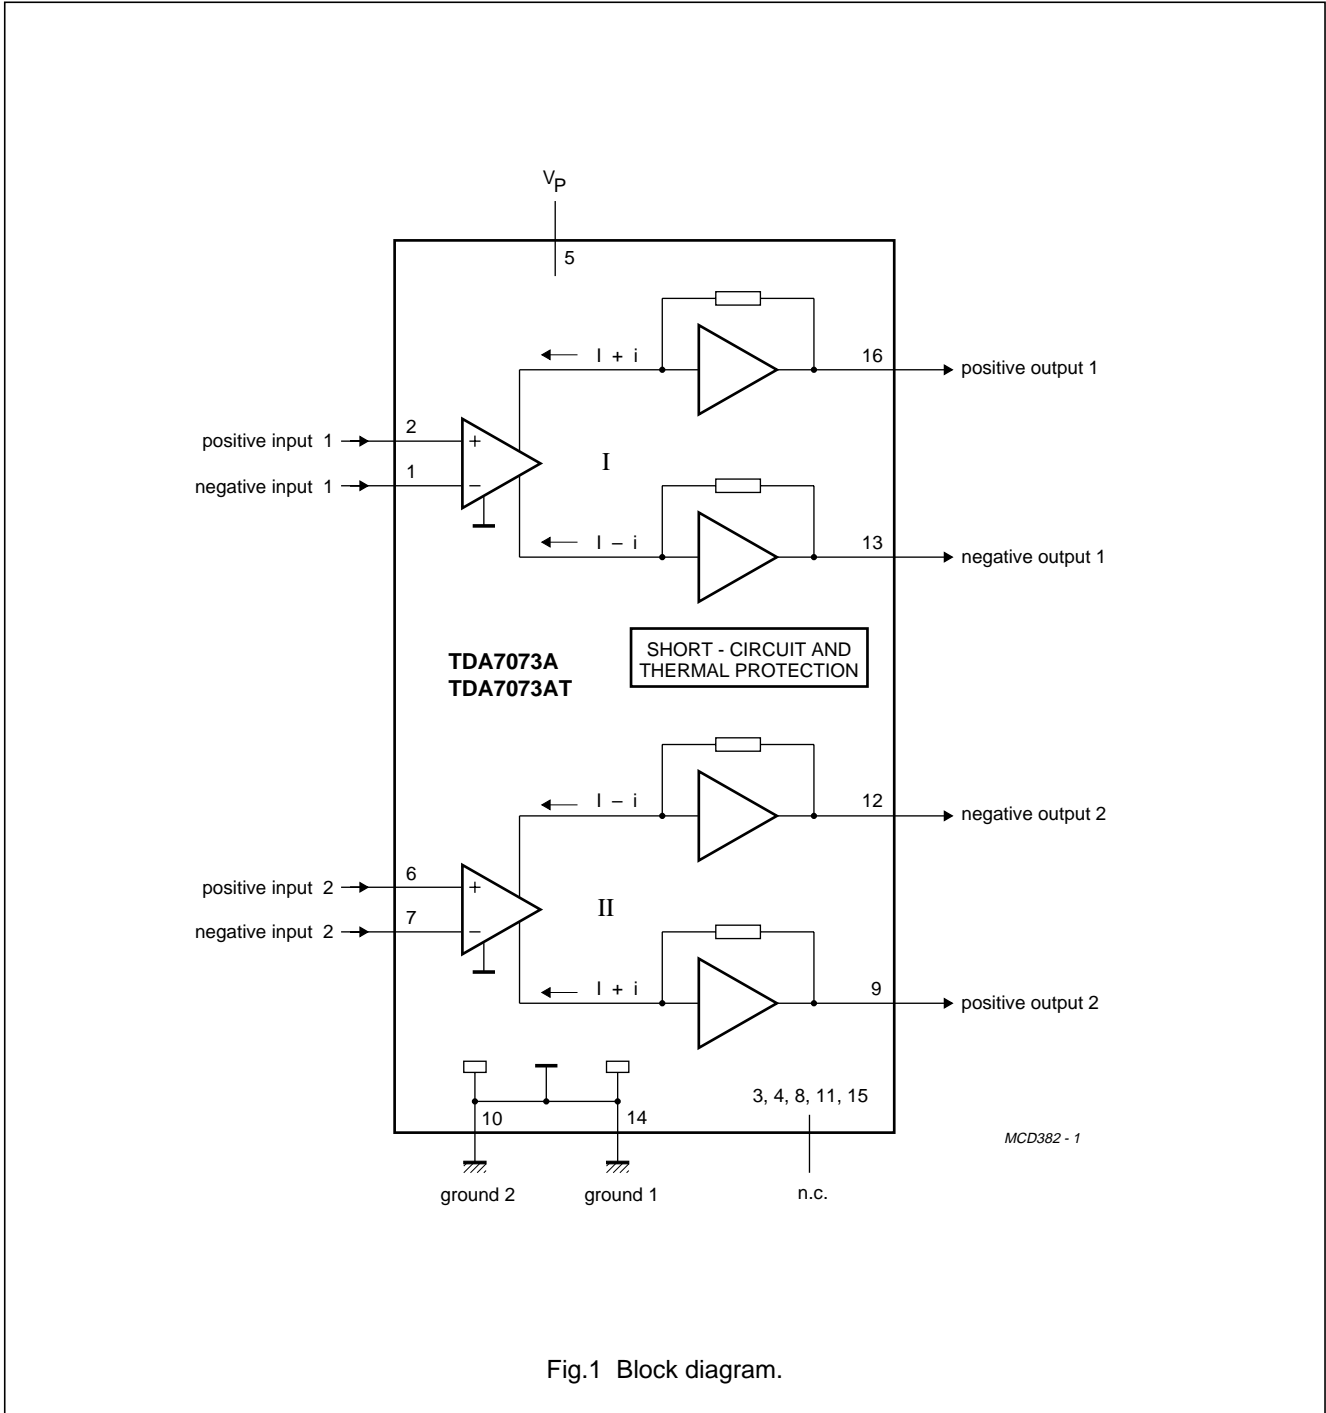 VP
5
I + i
16
positive output 1
positive input 1
2
+
I
negative input 1
1
−
I − i
13
negative output 1
SHORT - CIRCUIT AND
THERMAL PROTECTION
TDA7073A
TDA7073AT
I − i
12
negative output 2
positive input 2
6
+
II
negative input 2
7
−
I + i
9
positive output 2
3, 4, 8, 11, 15
10
14
MCD382 - 1
ground 2
ground 1
n.c.
Fig.1 Block diagram.